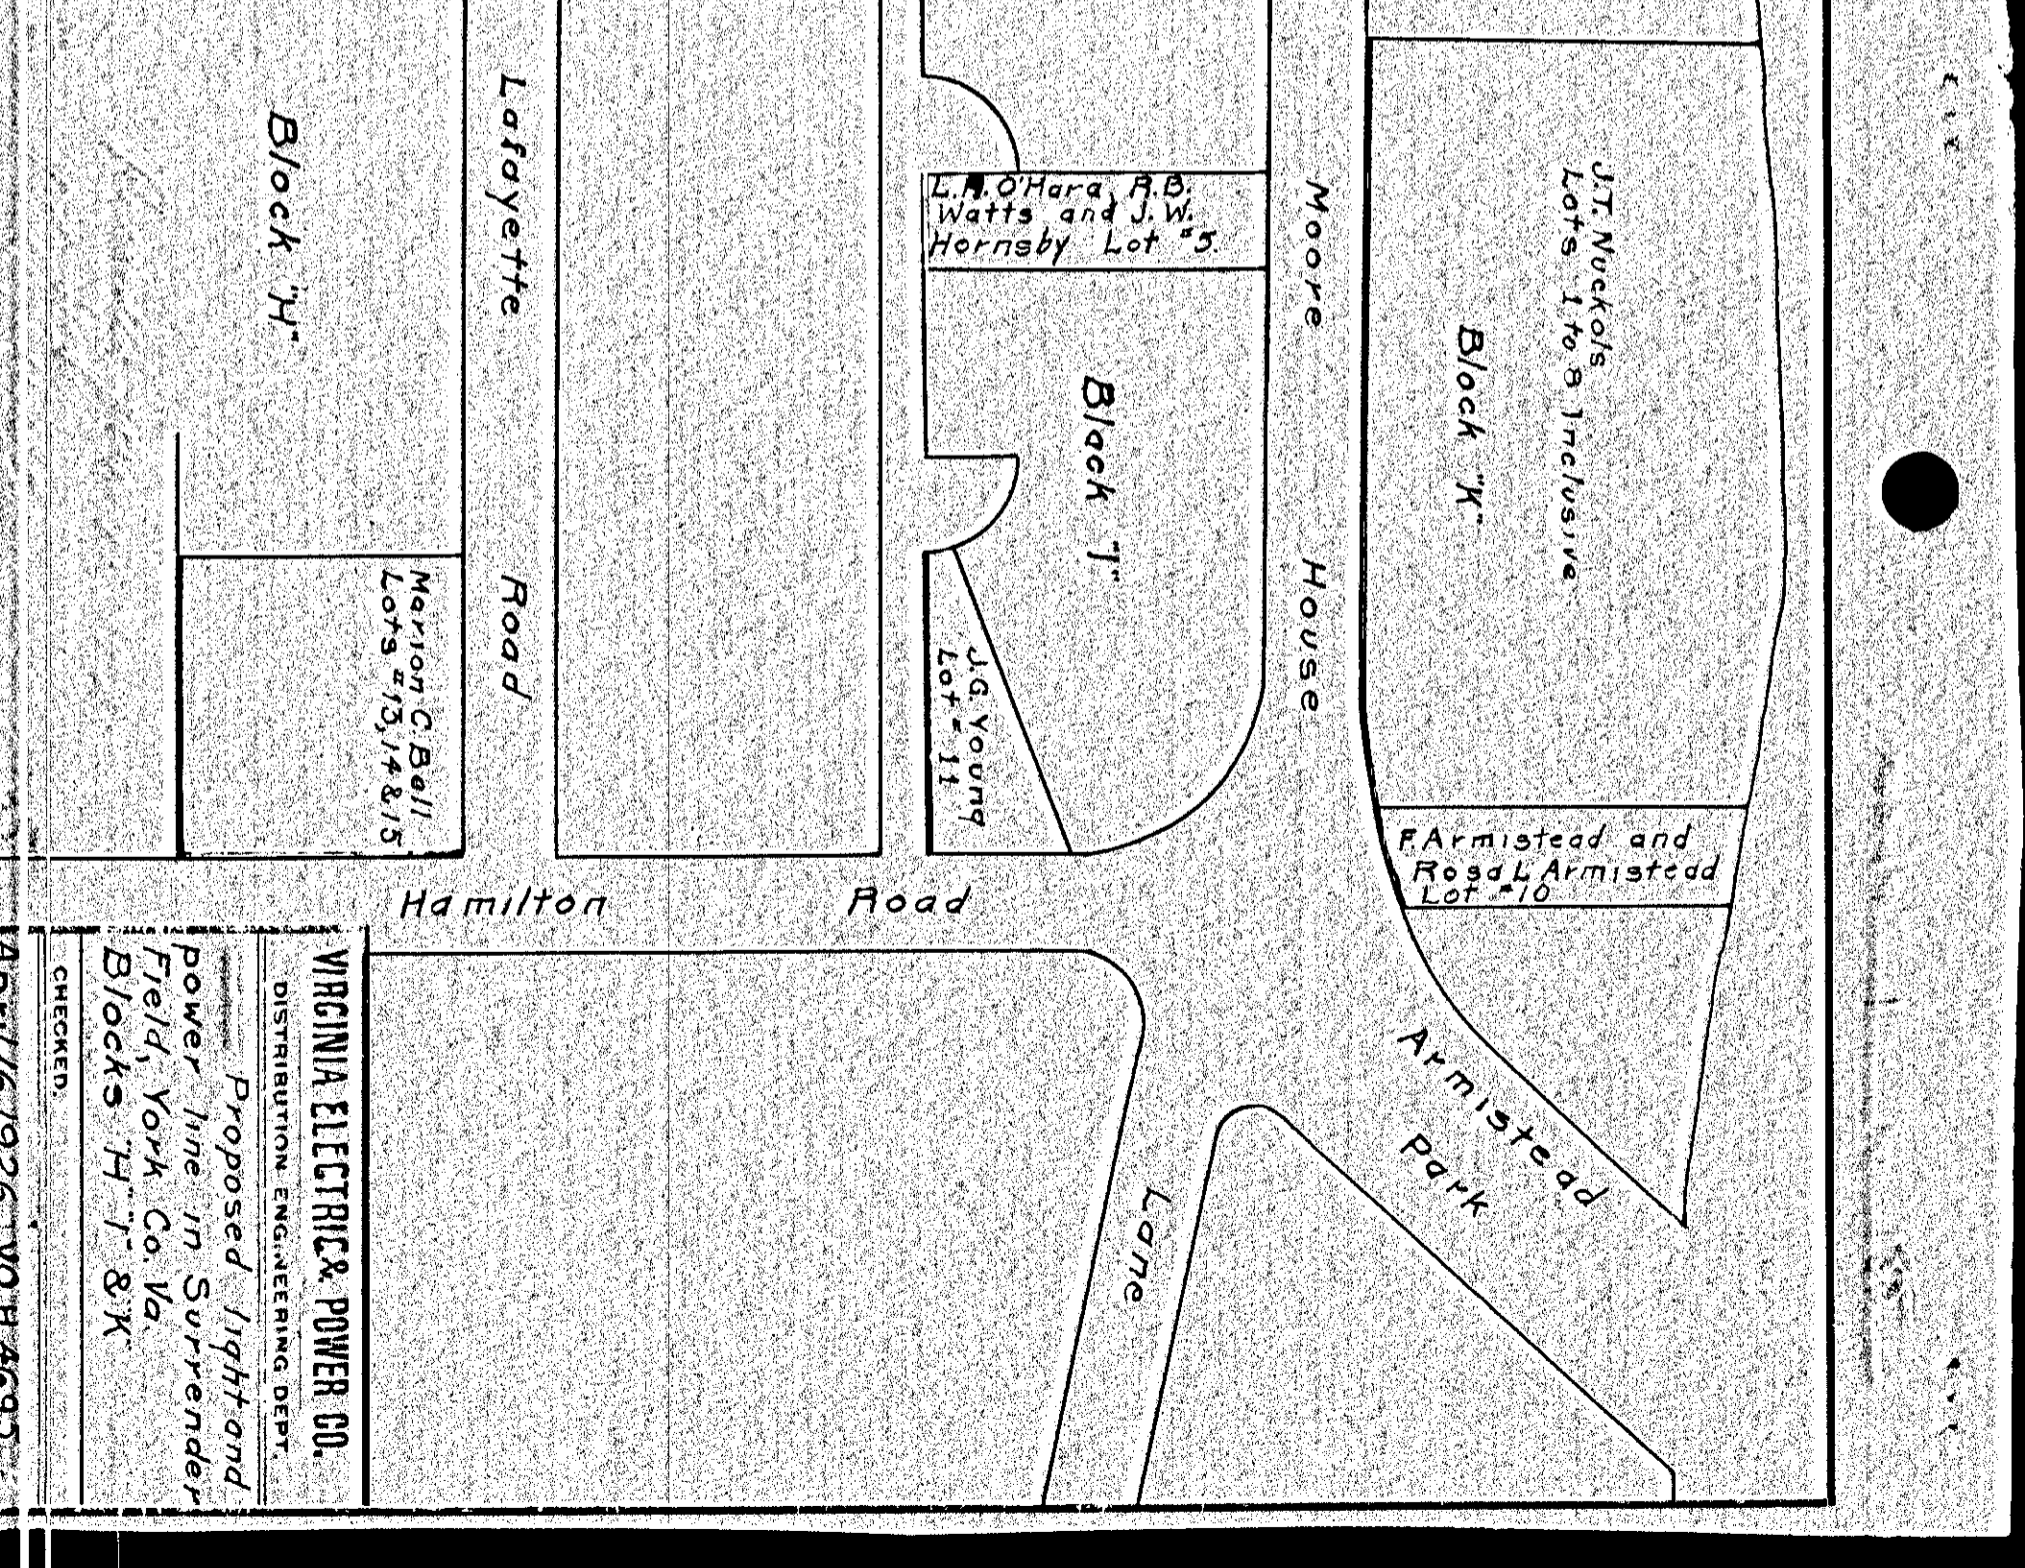 J.T. Nuckols
Lots 1 to 8 Inclusive
Block "K"
Moore House
L. O'Hara, R.B.
Watts and J.W.
Hornsby Lot #5.
Block "I"
J.G. Young
Lot #11
Lafayette Road
Block "H"
Marion C. Bell
Lots #13, 14 & 15
F. Armistead and
Rosa L Armistead
Lot #10
Hamilton Road
Armistead
Park
Lane
VIRGINIA ELECTRIC & POWER CO.
DISTRIBUTION ENGINEERING DEPT.
Proposed light and
power line in Surrender
Field, York Co. Va.
Blocks "H" "I" & "K"
CHECKED.
April 16 1926